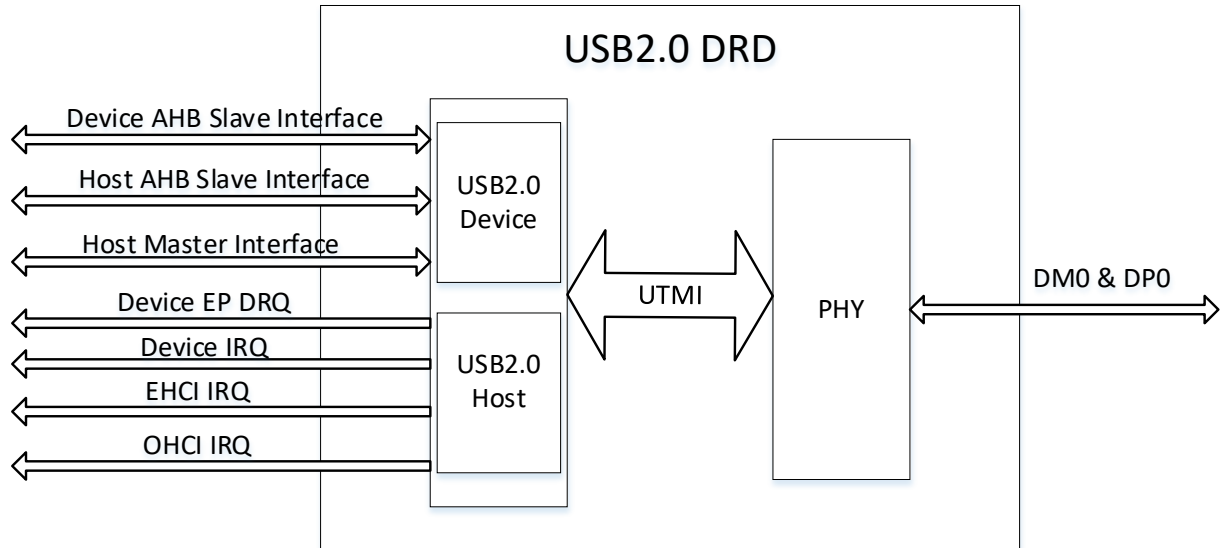 USB2.0 DRD
Device AHB Slave Interface
Host AHB Slave Interface
Host Master Interface
Device EP DRQ
Device IRQ
EHCI IRQ
OHCI IRQ
USB2.0
Device
USB2.0
Host
UTMI
PHY
DM0 & DP0